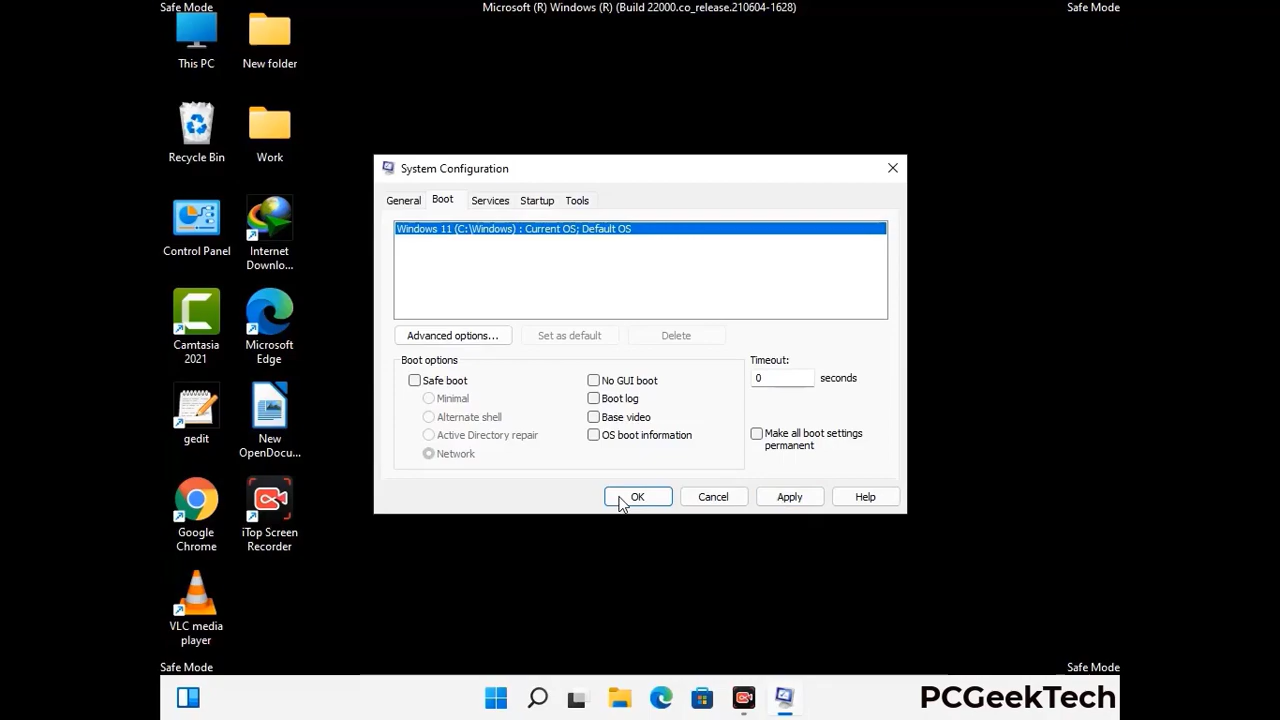 Safe Mode
Microsoft (R) Windows (R) (Build 22000.co_release.210604-1628)
Safe Mode
This PC
New folder
Recycle Bin
Work
Control Panel
Internet
Downlo...
Camtasia
2021
Microsoft
Edge
gedit
New
OpenDocu...
Google
Chrome
iTop Screen
Recorder
VLC media
player
System Configuration
General
Boot
Services
Startup
Tools
Windows 11 (C:\Windows) : Current OS; Default OS
Advanced options...
Set as default
Delete
Boot options
Safe boot
Minimal
Alternate shell
Active Directory repair
Network
No GUI boot
Boot log
Base video
OS boot information
Timeout:
0 seconds
Make all boot settings
permanent
OK
Cancel
Apply
Help
Safe Mode
Safe Mode
PCGeekTech